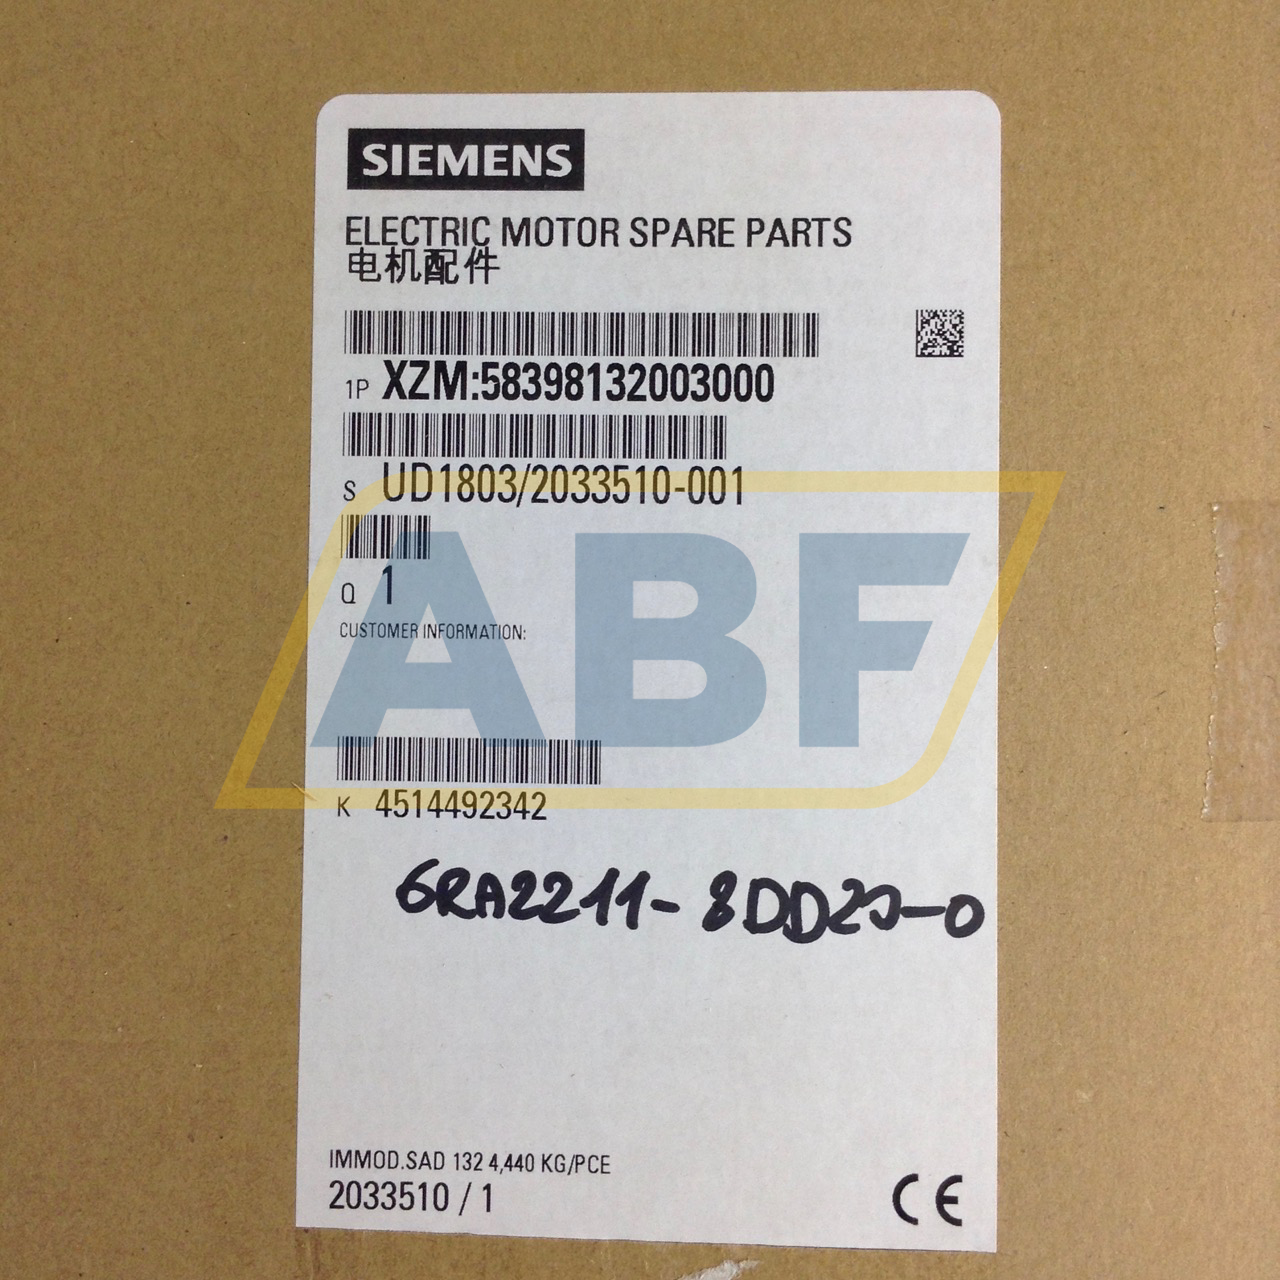 SIEMENS
ELECTRIC MOTOR SPARE PARTS
电机配件
1P XZM:58398132003000
S UD1803/2033510-001
Q 1
CUSTOMER INFORMATION:
ABF
K 4514492342
6RA2211-8DD20-0
IMMOD.SAD 132 4,440 KG/PCE
2033510 / 1
CE